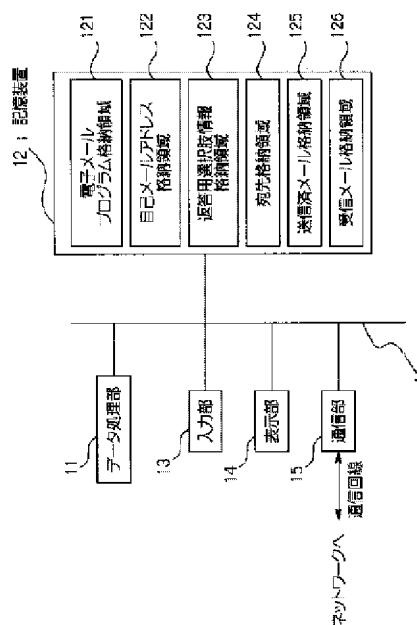 12 ; 記憶装置
11
データ処理部
13
入力部
14
表示部
15
通信部
通信回線
ネットワークへ
電子メール
プログラム格納領域
121
自己メールアドレス
格納領域
122
返答用選択肢情報
格納領域
123
宛先格納領域
124
送信済メール格納領域
125
受信メール格納領域
126